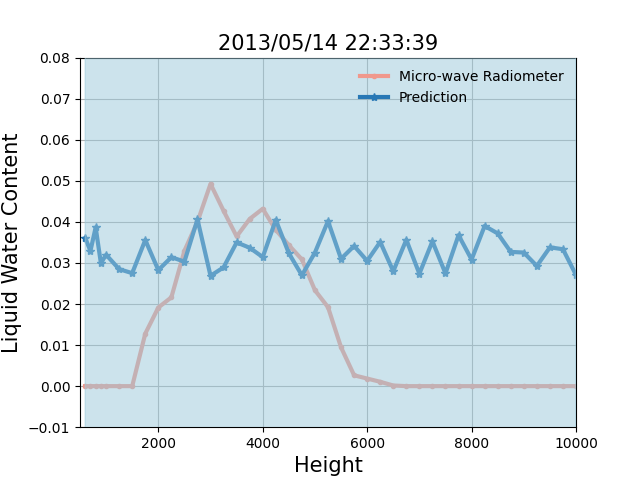 2013/05/14 22:33:39
Micro-wave Radiometer
Prediction
Liquid Water Content
0.08
0.07
0.06
0.05
0.04
0.03
0.02
0.01
0.00
−0.01
2000 4000 6000 8000 10000
Height